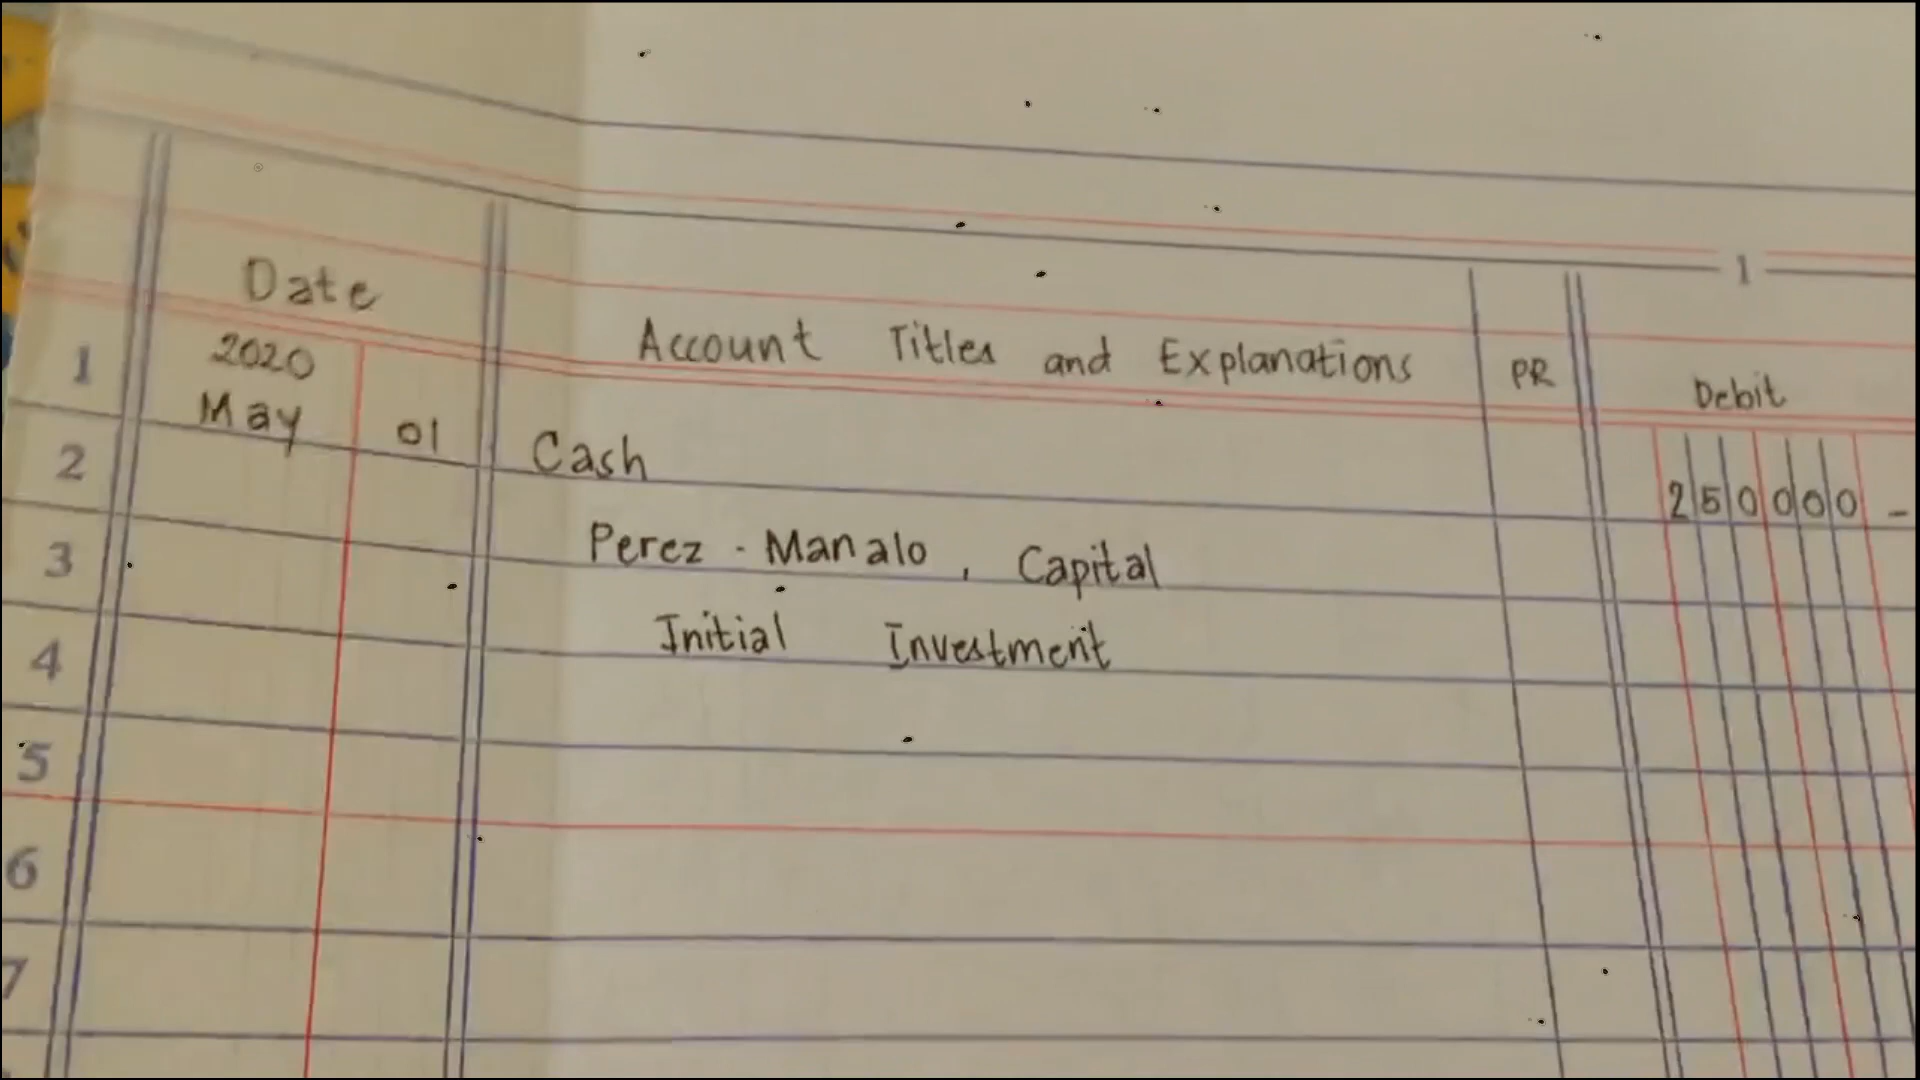 1
Date
Account Titles and Explanations PR Debit
1 2020
May 01 Cash 250000 -
2
Perez - Manalo, Capital
3
Initial Investment
4
5
6
7